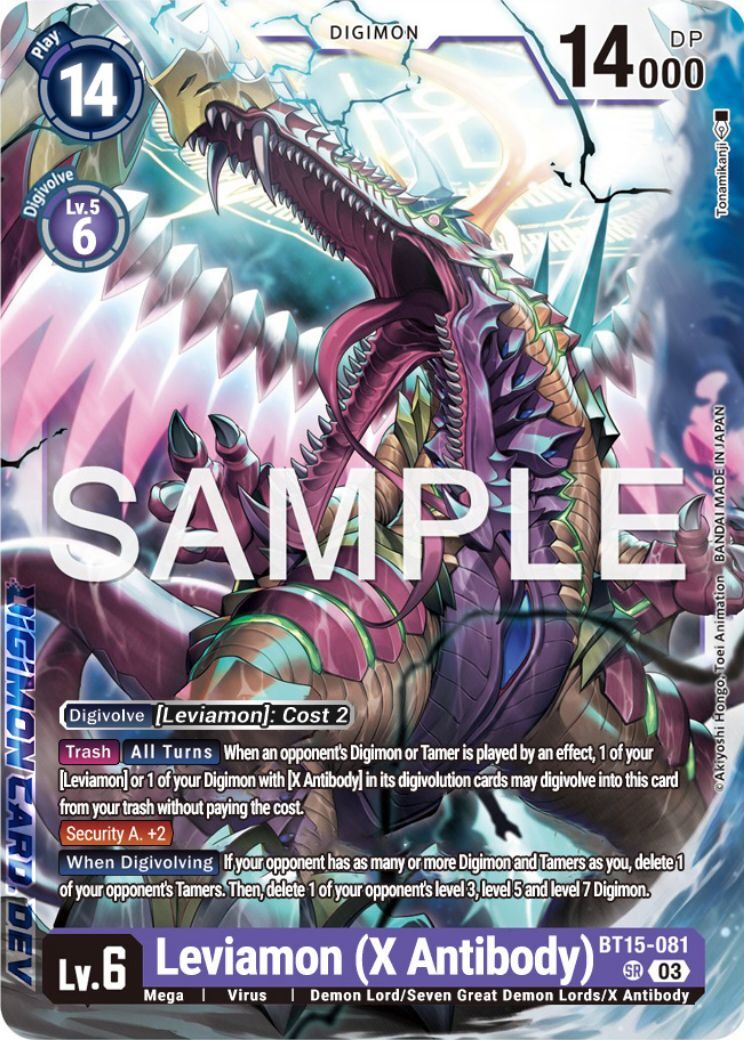 DIGIMON
Play
14
14000
DP
Digivolve
Lv.5
6
Tonamikanji
SAMPLE
©Akiyoshi Hongo, Toei Animation BANDAI MADE IN JAPAN
DIGIMON CARD.DEV
Digivolve [Leviamon]: Cost 2
Trash All Turns When an opponent's Digimon or Tamer is played by an effect, 1 of your
[Leviamon] or 1 of your Digimon with [X Antibody] in its digivolution cards may digivolve into this card
from your trash without paying the cost.
Security A. +2
When Digivolving If your opponent has as many or more Digimon and Tamers as you, delete 1
of your opponent's Tamers. Then, delete 1 of your opponent's level 3, level 5 and level 7 Digimon.
Lv.6
Leviamon (X Antibody)
BT15-081
SR 03
Mega | Virus | Demon Lord/Seven Great Demon Lords/X Antibody